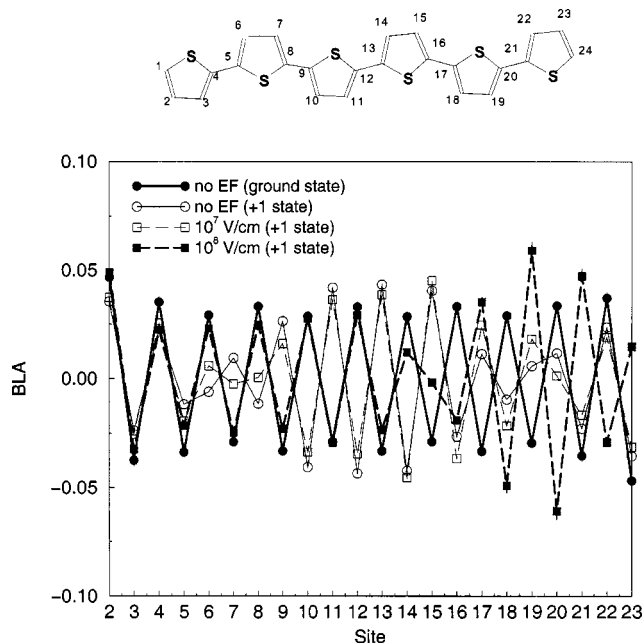 6 7 14 15 22 23
1 S 5 8 S 13 16 S 21 24
4 S 9 12 S 17 20 S
2 3 10 11 18 19
0.10
0.05
0.00
−0.05
−0.10
BLA
no EF (ground state)
no EF (+1 state)
10⁷ V/cm (+1 state)
10⁸ V/cm (+1 state)
2 3 4 5 6 7 8 9 10 11 12 13 14 15 16 17 18 19 20 21 22 23
Site